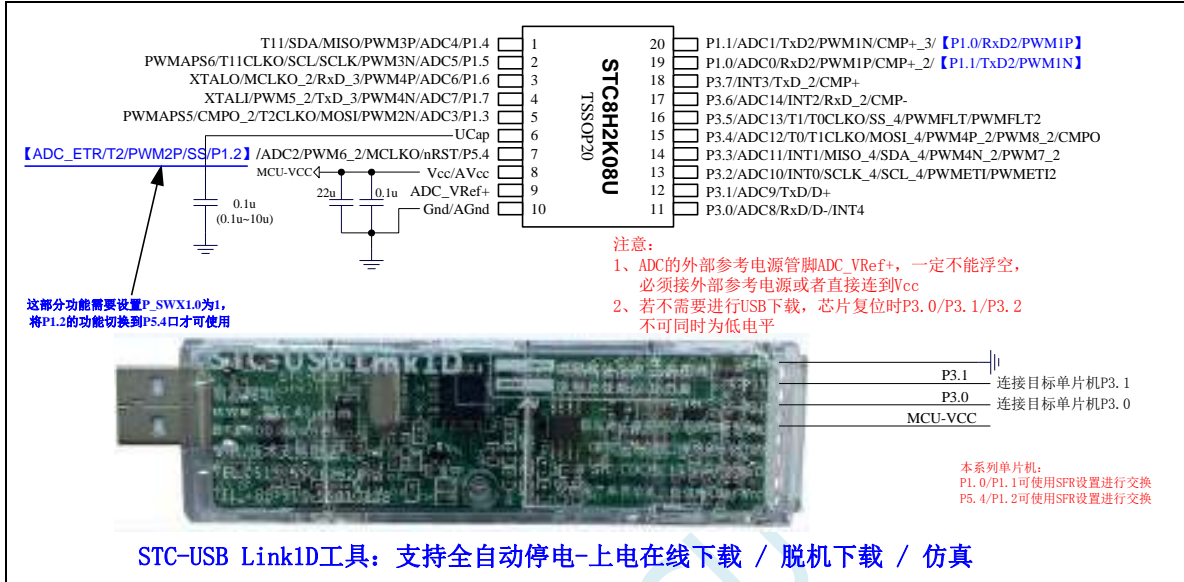 T11/SDA/MISO/PWM3P/ADC4/P1.4 1
PWMAPS6/T11CLKO/SCL/SCLK/PWM3N/ADC5/P1.5 2
XTALO/MCLKO_2/RxD_3/PWM4P/ADC6/P1.6 3
XTALI/PWM5_2/TxD_3/PWM4N/ADC7/P1.7 4
PWMAPS5/CMPO_2/T2CLKO/MOSI/PWM2N/ADC3/P1.3 5
UCap 6
【ADC_ETR/T2/PWM2P/SS/P1.2】/ADC2/PWM6_2/MCLKO/nRST/P5.4 7
MCU-VCC Vcc/AVcc 8
22u 0.1u ADC_VRef+ 9
Gnd/AGnd 10
0.1u
(0.1u~10u)
STC8H2K08U
TSSOP20
20 P1.1/ADC1/TxD2/PWM1N/CMP+_3/【P1.0/RxD2/PWM1P】
19 P1.0/ADC0/RxD2/PWM1P/CMP+_2/【P1.1/TxD2/PWM1N】
18 P3.7/INT3/TxD_2/CMP+
17 P3.6/ADC14/INT2/RxD_2/CMP-
16 P3.5/ADC13/T1/T0CLKO/SS_4/PWMFLT/PWMFLT2
15 P3.4/ADC12/T0/T1CLKO/MOSI_4/PWM4P_2/PWM8_2/CMPO
14 P3.3/ADC11/INT1/MISO_4/SDA_4/PWM4N_2/PWM7_2
13 P3.2/ADC10/INT0/SCLK_4/SCL_4/PWMETI/PWMETI2
12 P3.1/ADC9/TxD/D+
11 P3.0/ADC8/RxD/D-/INT4
注意:
1、ADC的外部参考电源管脚ADC_VRef+,一定不能浮空,
必须接外部参考电源或者直接连到Vcc
2、若不需要进行USB下载,芯片复位时P3.0/P3.1/P3.2
不可同时为低电平
这部分功能需要设置P_SWX1.0为1,
将P1.2的功能切换到P5.4口才可使用
STC-USB Link1D
P3.1 连接目标单片机P3.1
P3.0 连接目标单片机P3.0
MCU-VCC
本系列单片机:
P1.0/P1.1可使用SFR设置进行交换
P5.4/P1.2可使用SFR设置进行交换
STC-USB Link1D工具:支持全自动停电-上电在线下载 / 脱机下载 / 仿真